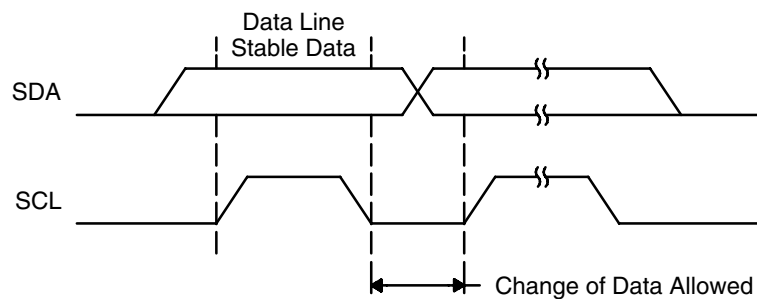 Data Line
Stable Data
SDA
SCL
Change of Data Allowed